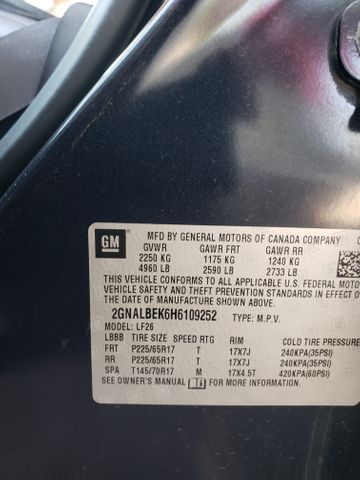 GM
MFD BY GENERAL MOTORS OF CANADA COMPANY
GVWR GAWR FRT GAWR RR
2250 KG 1175 KG 1240 KG
4960 LB 2590 LB 2733 LB
THIS VEHICLE CONFORMS TO ALL APPLICABLE U.S. FEDERAL MOTOR
VEHICLE SAFETY, BUMPER, AND THEFT PREVENTION STANDARDS IN
EFFECT ON THE DATE OF MANUFACTURE SHOWN ABOVE.
2GNALBEK6H6109252 TYPE: M.P.V.
MODEL: LF26
LBBB TIRE SIZE SPEED RTG RIM COLD TIRE PRESSURE
FRT P225/65R17 T 17X7J 240KPA(35PSI)
RR P225/65R17 T 17X7J 240KPA(35PSI)
SPA T145/70R17 M 17X4.5T 420KPA(60PSI)
SEE OWNER'S MANUAL FOR ADDITIONAL INFORMATION.